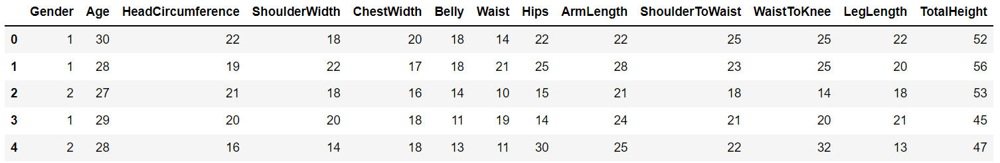 Gender Age HeadCircumference ShoulderWidth ChestWidth Belly Waist Hips ArmLength ShoulderToWaist WaistToKnee LegLength TotalHeight
0 1 30 22 18 20 18 14 22 22 25 25 22 52
1 1 28 19 22 17 18 21 25 28 23 25 20 56
2 2 27 21 18 16 14 10 15 21 18 14 18 53
3 1 29 20 20 18 11 19 14 24 21 20 21 45
4 2 28 16 14 18 13 11 30 25 22 32 13 47